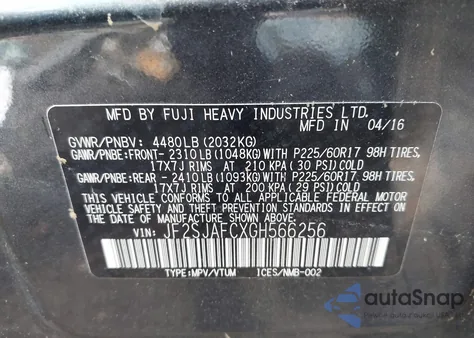 MFD BY FUJI HEAVY INDUSTRIES LTD.
MFD IN 04/16
GVWR/PNBV: 4480LB (2032KG)
GAWR/PNBE:FRONT- 2310LB (1048KG)WITH P225/60R17 98H TIRES,
17X7J RIMS AT 210 KPA (30 PSI)COLD
GAWR/PNBE:REAR- 2410LB (1093KG)WITH P225/60R17 98H TIRES,
17X7J RIMS AT 200 KPA (29 PSI)COLD
THIS VEHICLE CONFORMS TO ALL APPLICABLE FEDERAL MOTOR
VEHICLE SAFETY, BUMPER, AND THEFT PREVENTION STANDARDS
IN EFFECT ON THE DATE OF MANUFACTURE SHOWN ABOVE.
VIN: JF2SJAFCXGH566256
TYPE:MPV/VTUM ICES/NMB-002
autoSnap